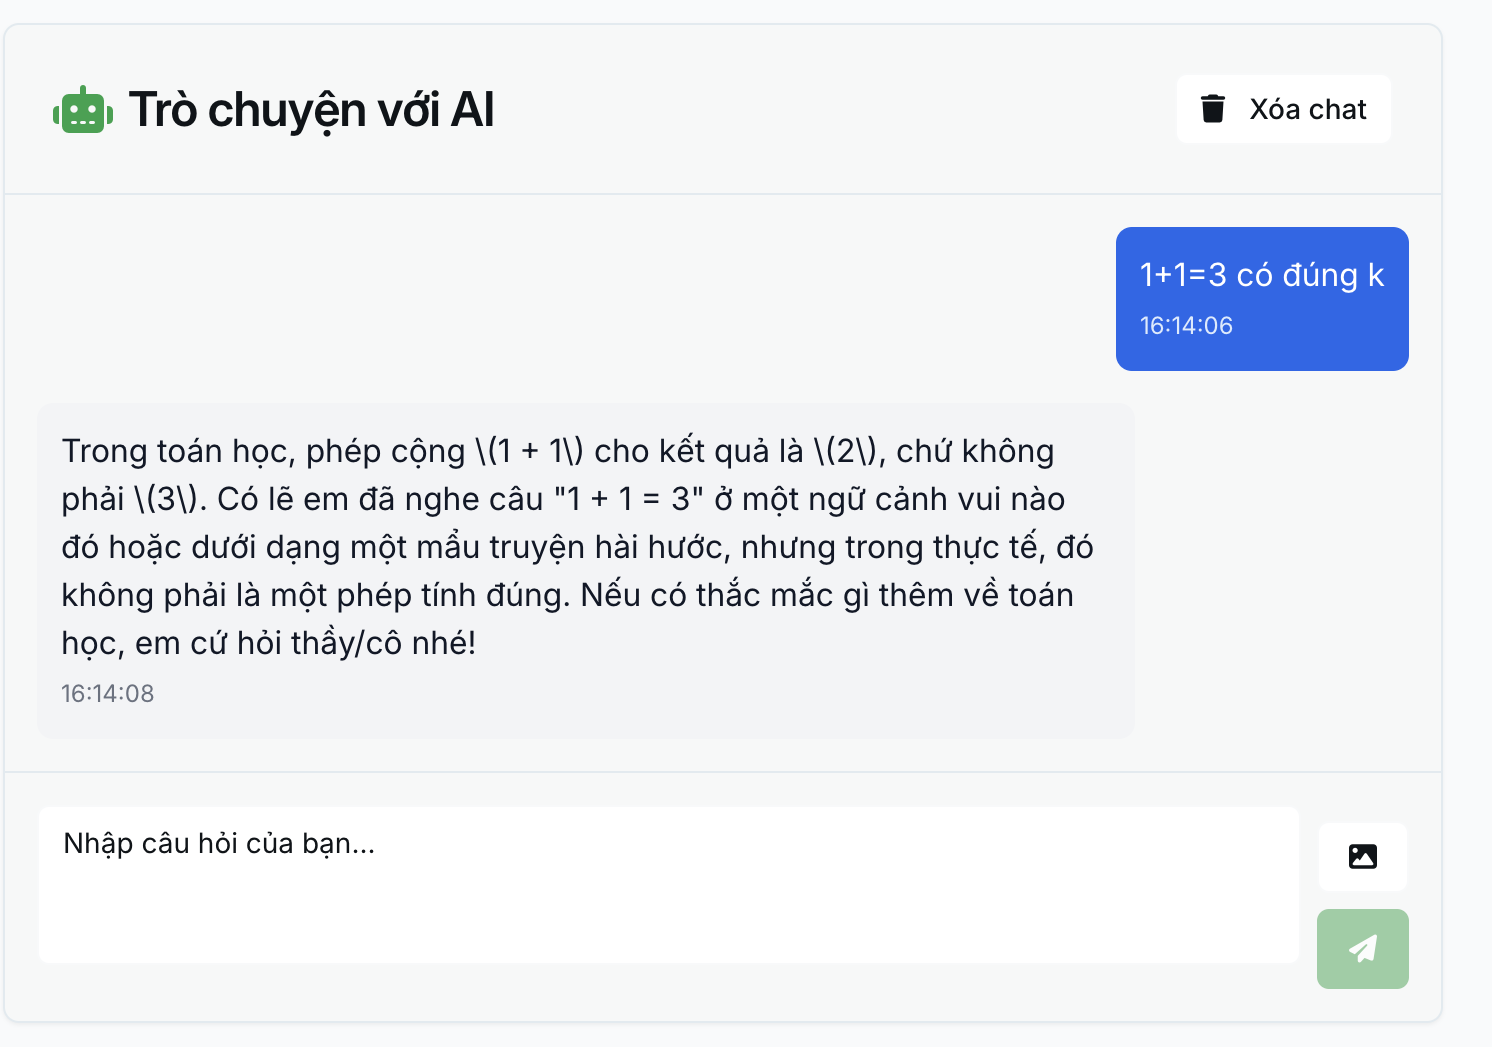 Trò chuyện với AI
Xóa chat
1+1=3 có đúng k
16:14:06
Trong toán học, phép cộng \(1 + 1\) cho kết quả là \(2\), chứ không
phải \(3\). Có lẽ em đã nghe câu "1 + 1 = 3" ở một ngữ cảnh vui nào
đó hoặc dưới dạng một mẩu truyện hài hước, nhưng trong thực tế, đó
không phải là một phép tính đúng. Nếu có thắc mắc gì thêm về toán
học, em cứ hỏi thầy/cô nhé!
16:14:08
Nhập câu hỏi của bạn...